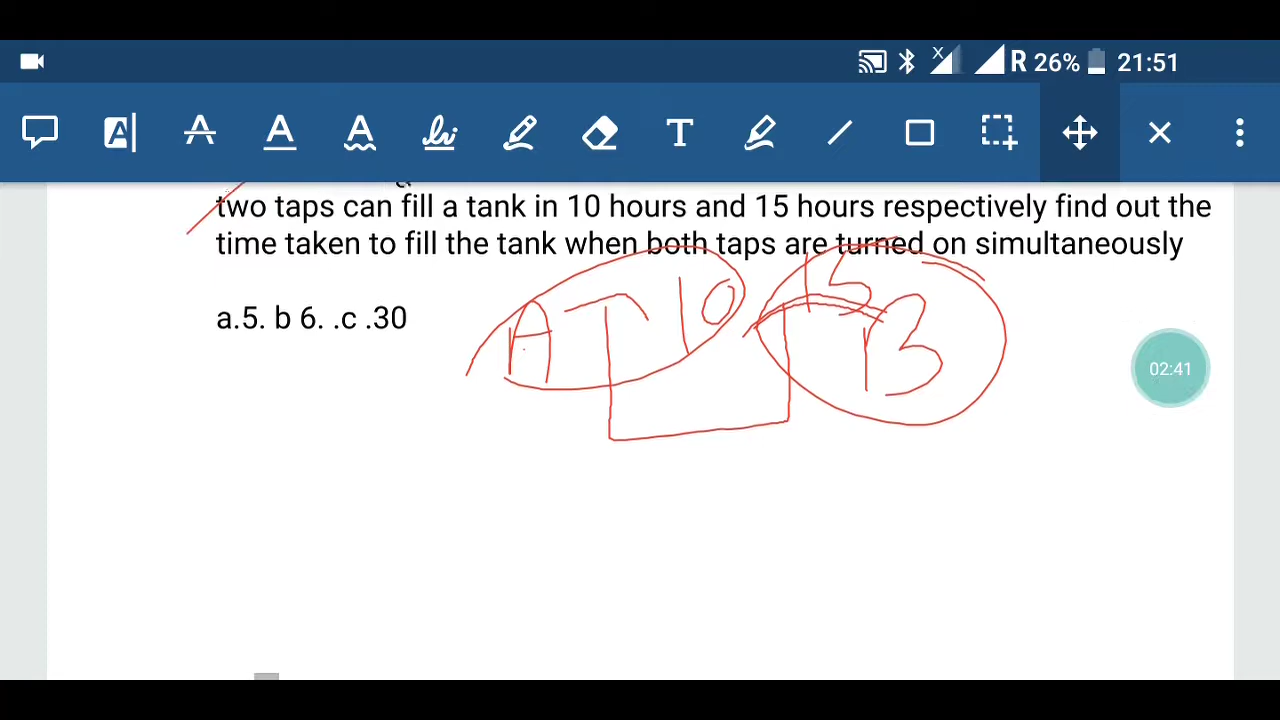 R 26% 21:51
two taps can fill a tank in 10 hours and 15 hours respectively find out the
time taken to fill the tank when both taps are turned on simultaneously
a.5. b 6. .c .30
A 10 15 B
02:41